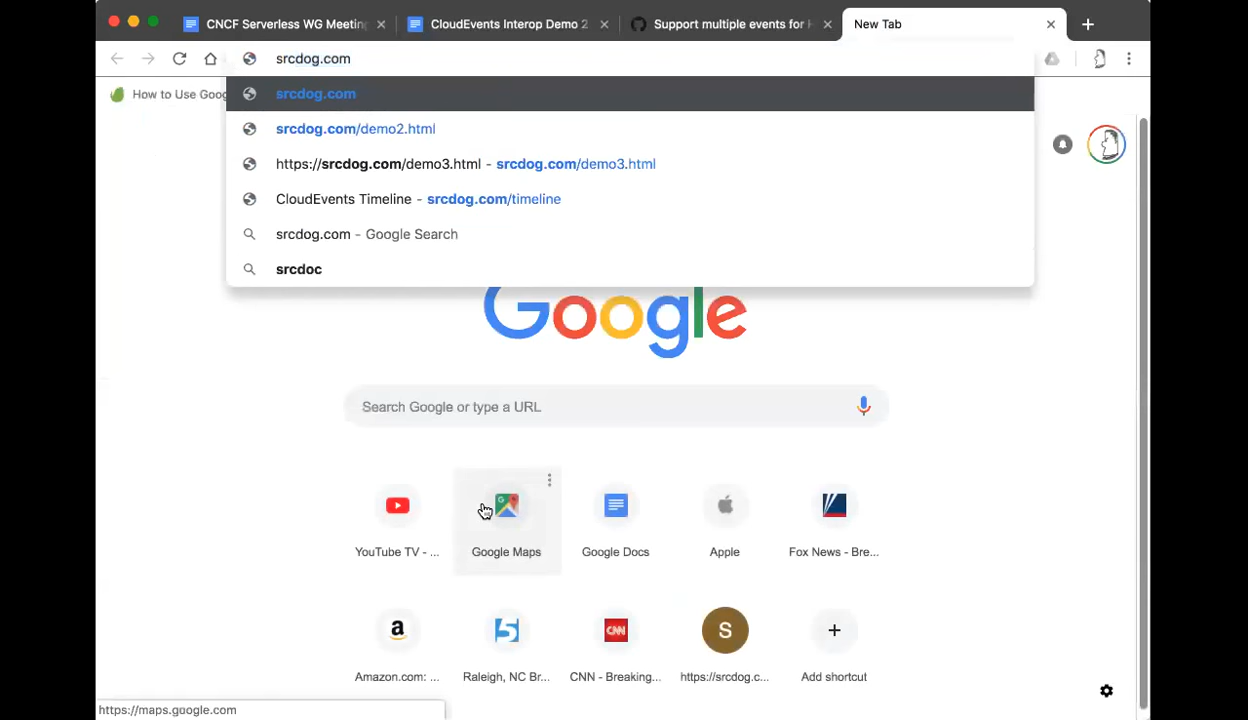 CNCF Serverless WG Meeting
CloudEvents Interop Demo 2
Support multiple events for
New Tab
srcdog.com
How to Use Goog
srcdog.com
srcdog.com/demo2.html
https://srcdog.com/demo3.html - srcdog.com/demo3.html
CloudEvents Timeline - srcdog.com/timeline
srcdog.com - Google Search
srcdoc
Google
Search Google or type a URL
YouTube TV - ...
Google Maps
Google Docs
Apple
Fox News - Bre...
a
5
CNN
S
Amazon.com: ...
Raleigh, NC Br...
CNN - Breaking...
https://srcdog.c...
Add shortcut
https://maps.google.com